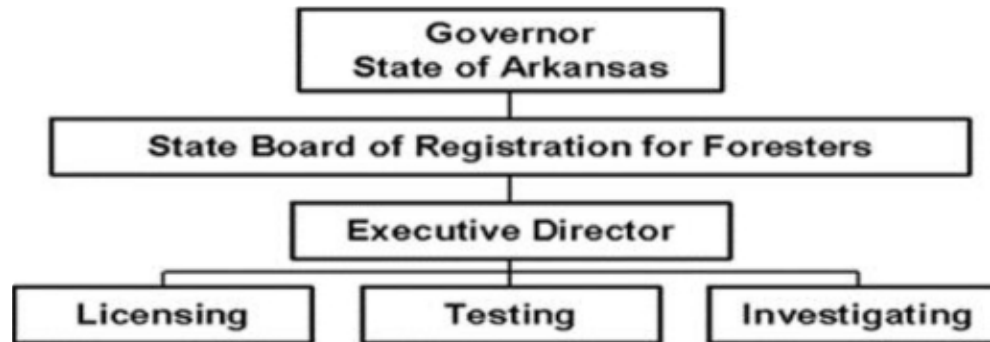 Governor
State of Arkansas
State Board of Registration for Foresters
Executive Director
Licensing
Testing
Investigating